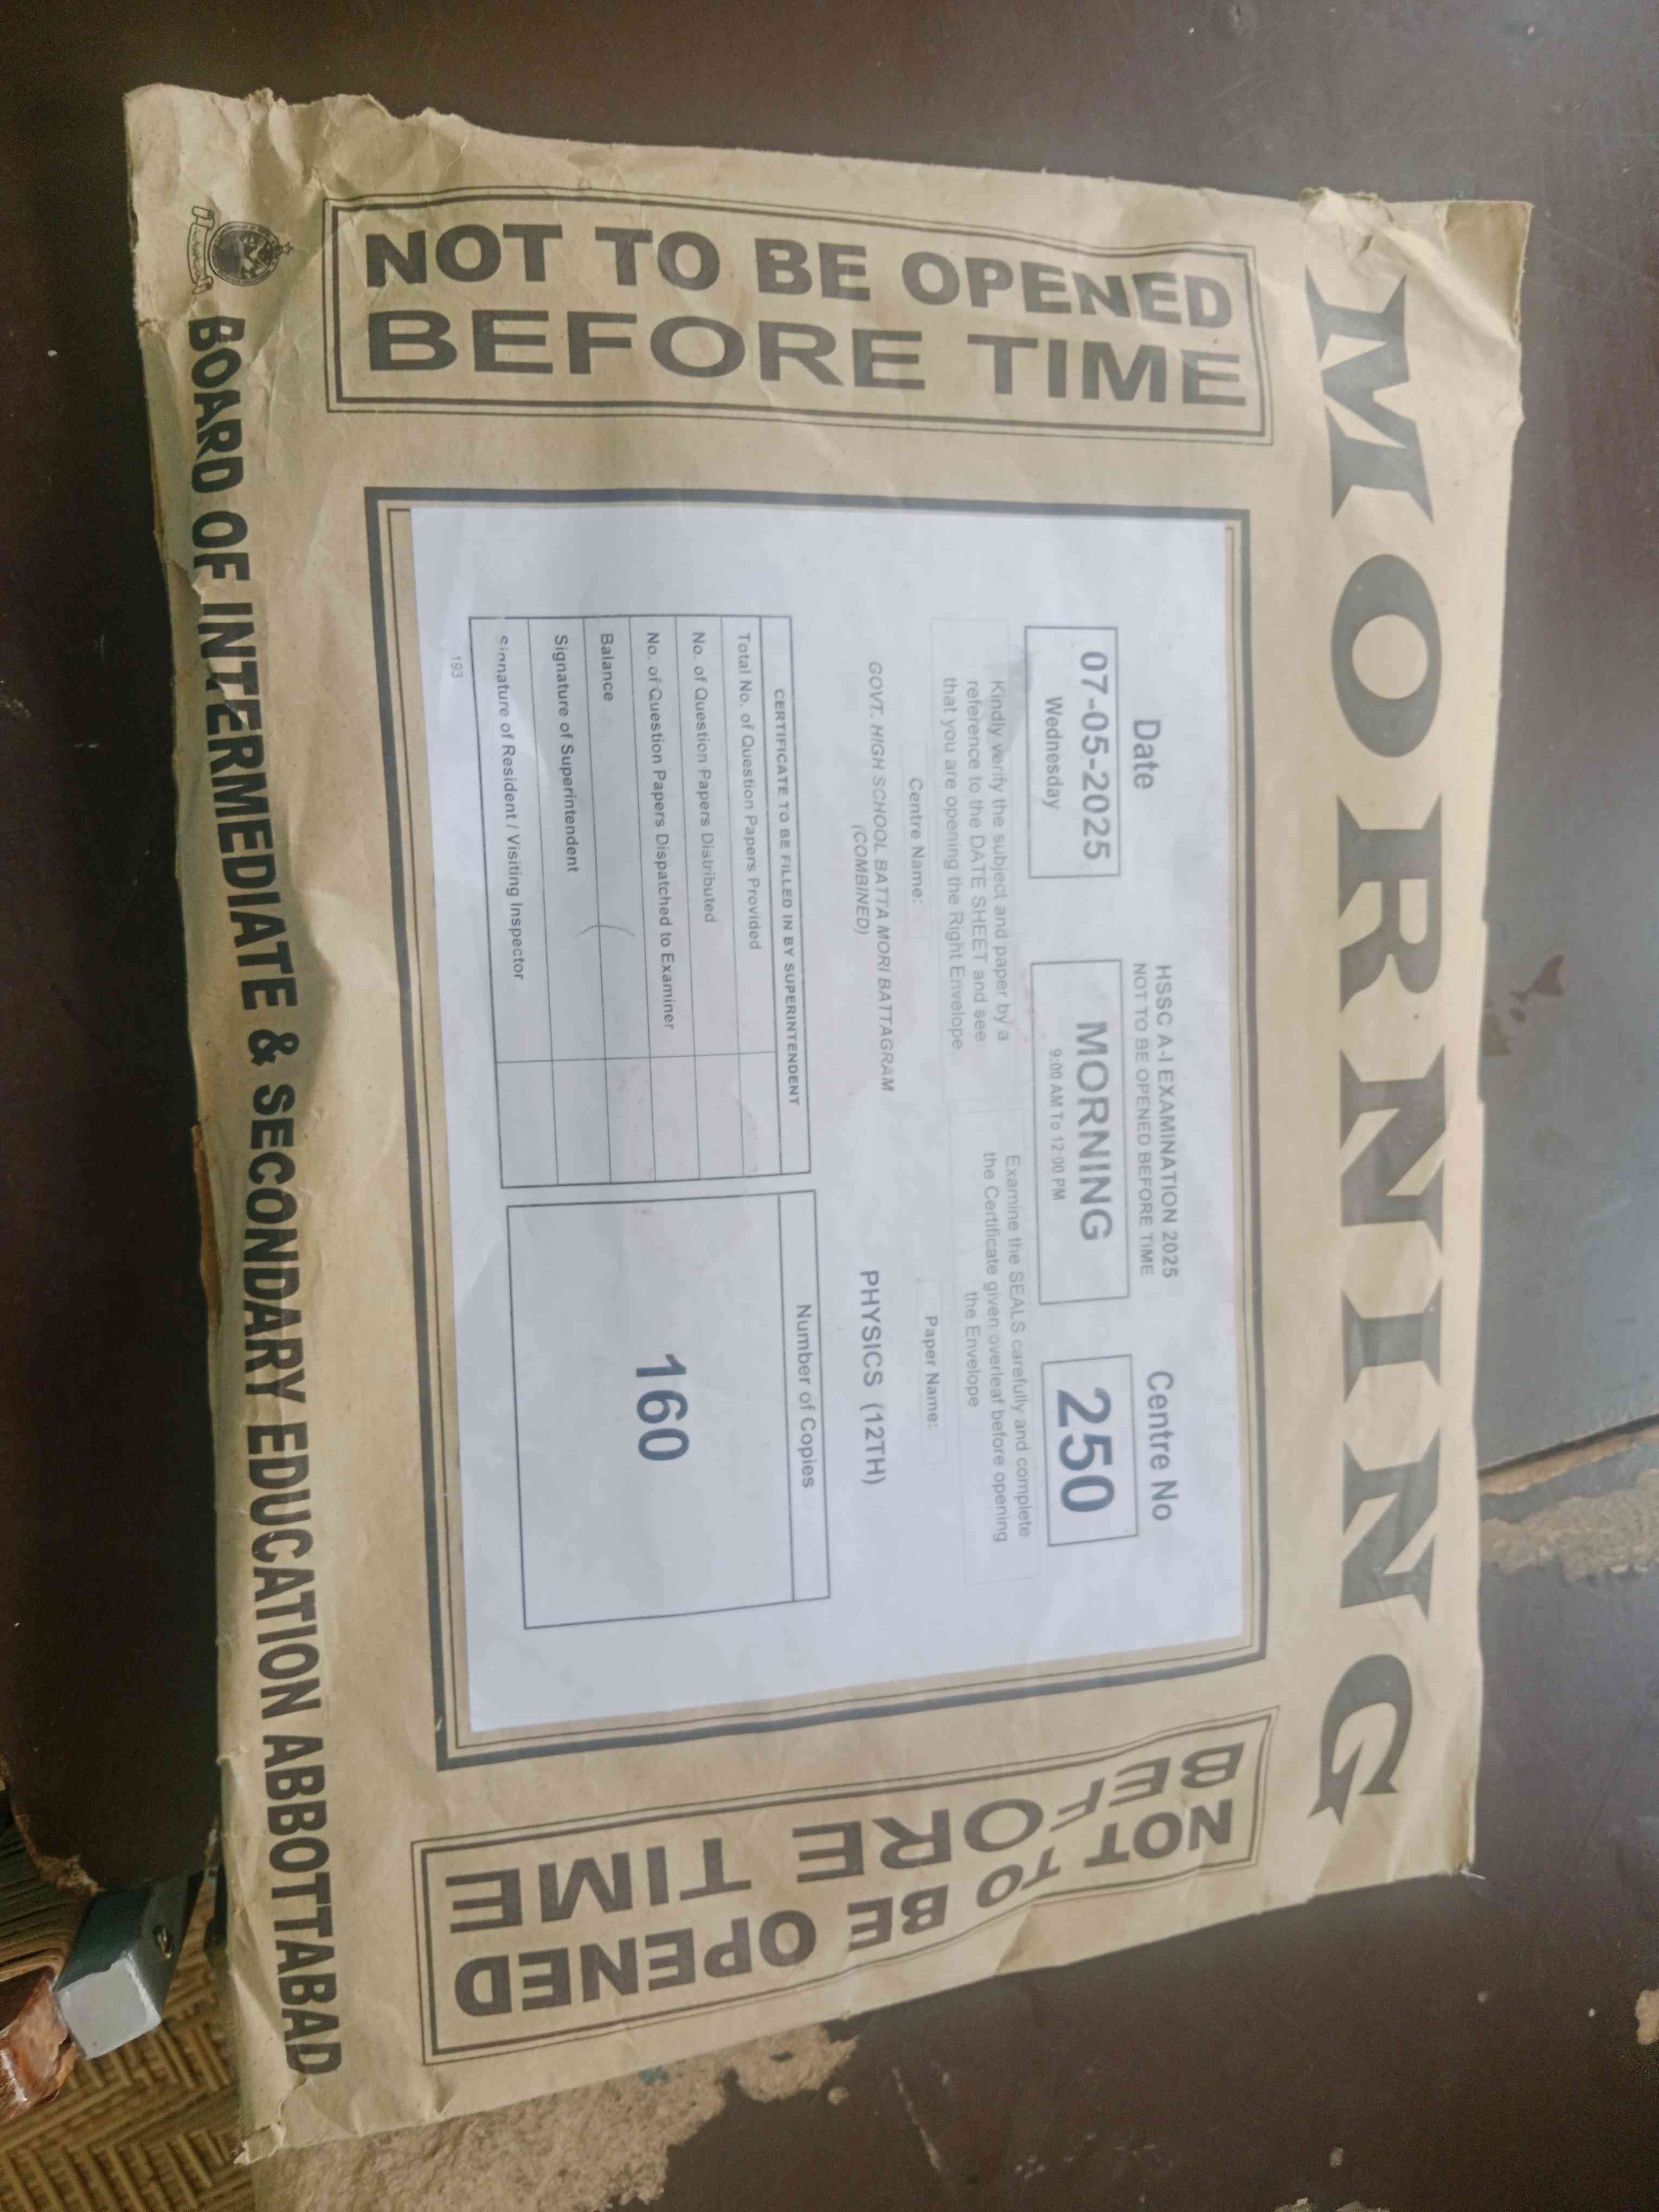 MORNING
NOT TO BE OPENED
BEFORE TIME
Date
07-05-2025
Wednesday
HSSC A-I EXAMINATION 2025
NOT TO BE OPENED BEFORE TIME
MORNING
9:00 AM To 12:00 PM
Centre No
250
Kindly verify the subject and paper by a
reference to the DATE SHEET and see
that you are opening the Right Envelope
Examine the SEALS carefully and complete
the Certificate given overleaf before opening
the Envelope
Centre Name:
GOVT. HIGH SCHOOL BATTA MORI BATTAGRAM
(COMBINED)
Paper Name:
PHYSICS (12TH)
CERTIFICATE TO BE FILLED IN BY SUPERINTENDENT
Total No. of Question Papers Provided
No. of Question Papers Distributed
No. of Question Papers Dispatched to Examiner
Balance
Signature of Superintendent
Signature of Resident / Visiting Inspector
Number of Copies
160
193
NOT TO BE OPENED
BEFORE TIME
BOARD OF INTERMEDIATE & SECONDARY EDUCATION ABBOTTABAD